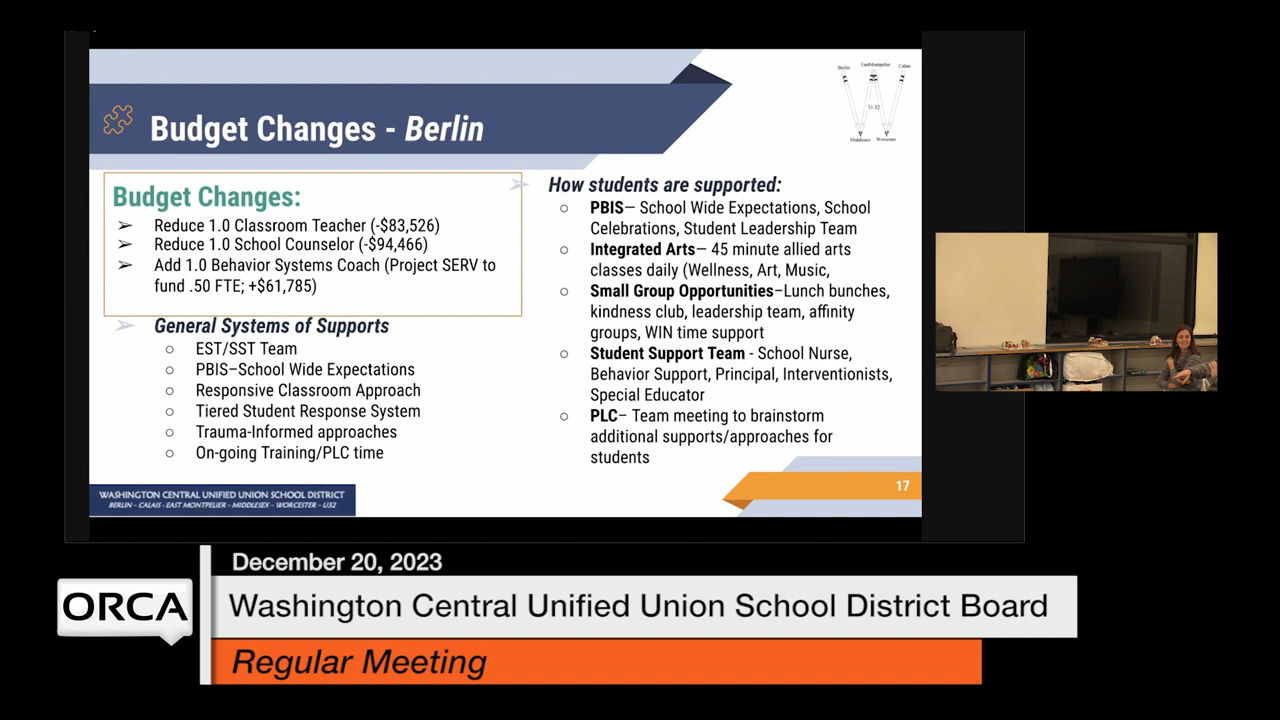 Budget Changes - Berlin
Berlin
EastMontpelier
Calais
U-32
Middlesex
Worcester
Budget Changes:
➢ Reduce 1.0 Classroom Teacher (-$83,526)
➢ Reduce 1.0 School Counselor (-$94,466)
➢ Add 1.0 Behavior Systems Coach (Project SERV to
fund .50 FTE; +$61,785)
➢ General Systems of Supports
○ EST/SST Team
○ PBIS–School Wide Expectations
○ Responsive Classroom Approach
○ Tiered Student Response System
○ Trauma-Informed approaches
○ On-going Training/PLC time
➢ How students are supported:
○ PBIS– School Wide Expectations, School
Celebrations, Student Leadership Team
○ Integrated Arts– 45 minute allied arts
classes daily (Wellness, Art, Music,
○ Small Group Opportunities–Lunch bunches,
kindness club, leadership team, affinity
groups, WIN time support
○ Student Support Team - School Nurse,
Behavior Support, Principal, Interventionists,
Special Educator
○ PLC– Team meeting to brainstorm
additional supports/approaches for
students
WASHINGTON CENTRAL UNIFIED UNION SCHOOL DISTRICT
BERLIN – CALAIS - EAST MONTPELIER – MIDDLESEX – WORCESTER – U32
17
December 20, 2023
ORCA
Washington Central Unified Union School District Board
Regular Meeting